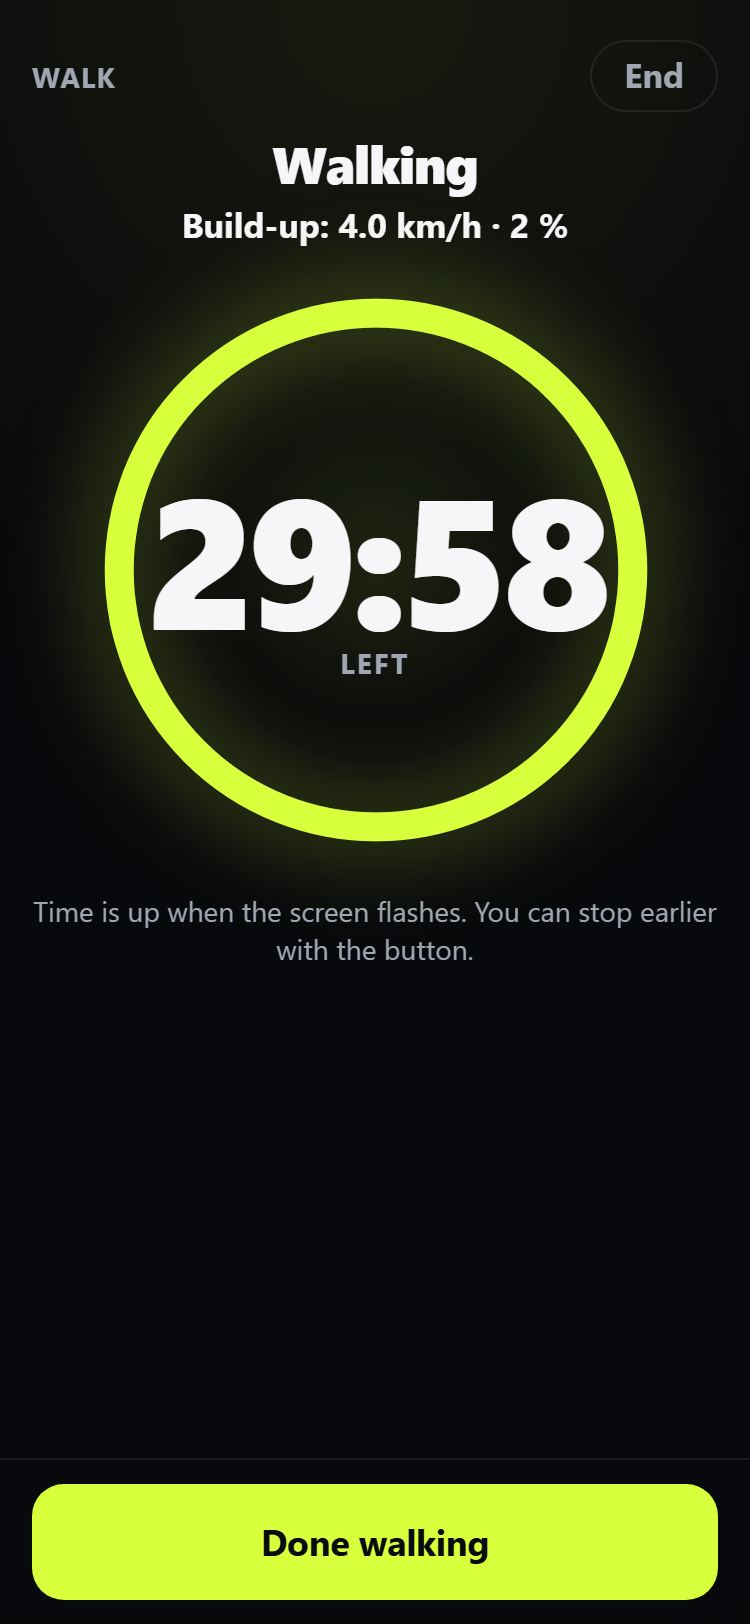 WALK
End
Walking
Build-up: 4.0 km/h · 2 %
29:58
LEFT
Time is up when the screen flashes. You can stop earlier
with the button.
Done walking